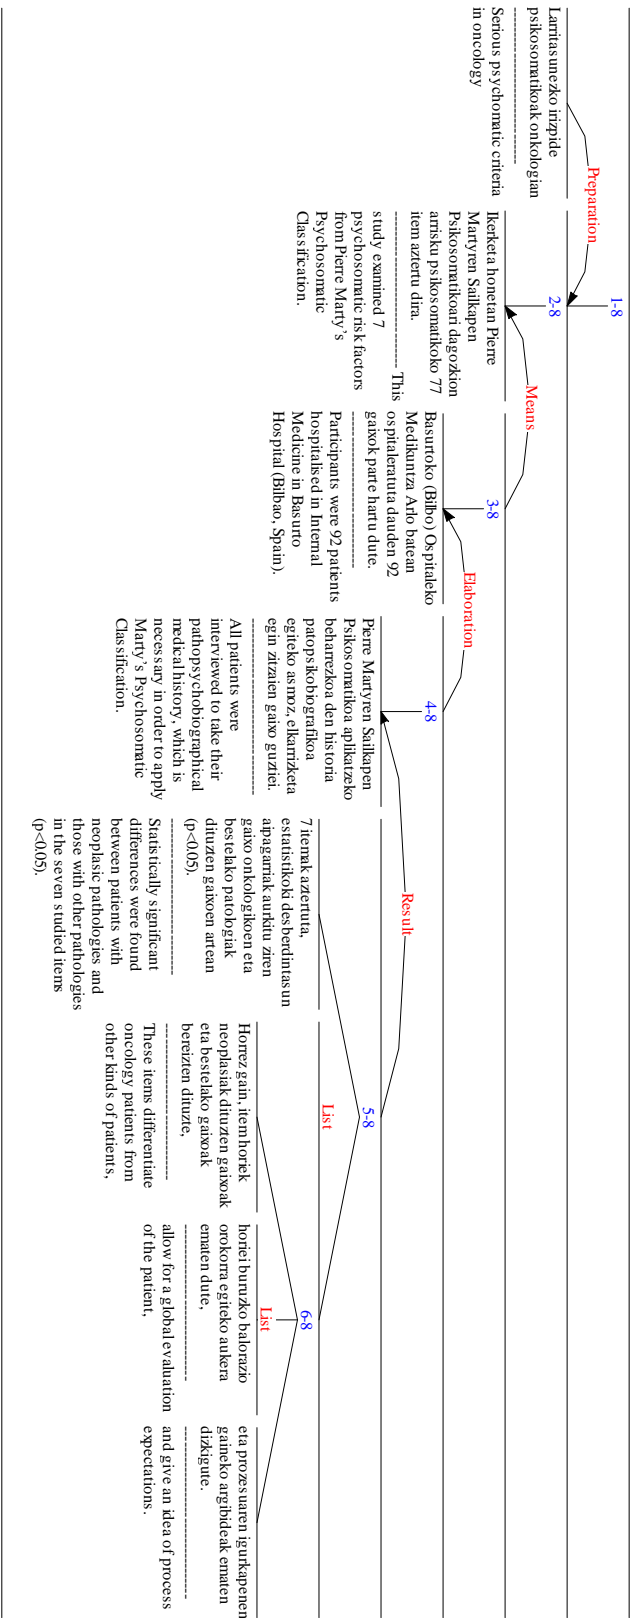 1-8
Preparation
2-8
Larritasunezko irizpide
psikosomatikoak onkologian
------------------------------
Serious psychomatic criteria
in oncology
Means
3-8
Ikerketa honetan Pierre
Martyren Sailkapen
Psikosomatikoari dagozkion
arrisku psikosomatikoko 77
item aztertu dira.
------------------------------ This
study examined 7
psychosomatic risk factors
from Pierre Marty's
Psychosomatic
Classification.
Elaboration
4-8
Basurtoko (Bilbo) Ospitaleko
Medikuntza Arlo batean
ospitaleratuta dauden 92
gaixok parte hartu dute.
------------------------------
Participants were 92 patients
hospitalised in Internal
Medicine in Basurto
Hospital (Bilbao, Spain).
Result
5-8
Pierre Martyren Sailkapen
Psikosomatikoa aplikatzeko
beharrezkoa den historia
patopsikobiografikoa
egiteko asmoz, elkarrizketa
egin zitzaien gaixo guztiei.
------------------------------
All patients were
interviewed to take their
pathopsychobiographical
medical history, which is
necessary in order to apply
Marty's Psychosomatic
Classification.
List
6-8
7 itemak aztertuta,
estatistikoki desberdintasun
aipagarriak aurkitu ziren
gaixo onkologikoen eta
bestelako patologiak
dituzten gaixoen artean
(p<0.05).
------------------------------
Statistically significant
differences were found
between patients with
neoplasic pathologies and
those with other pathologies
in the seven studied items
(p<0.05).
List
Horrez gain, item horiek
neoplasiak dituzten gaixoak
eta bestelako gaixoak
bereizten dituzte,
------------------------------
These items differentiate
oncology patients from
other kinds of patients,
horiei buruzko balorazio
orokorra egiteko aukera
ematen dute,
------------------------------
allow for a global evaluation
of the patient,
eta prozesuaren igurkapenen
gaineko argibideak ematen
dizkigute.
------------------------------
and give an idea of process
expectations.